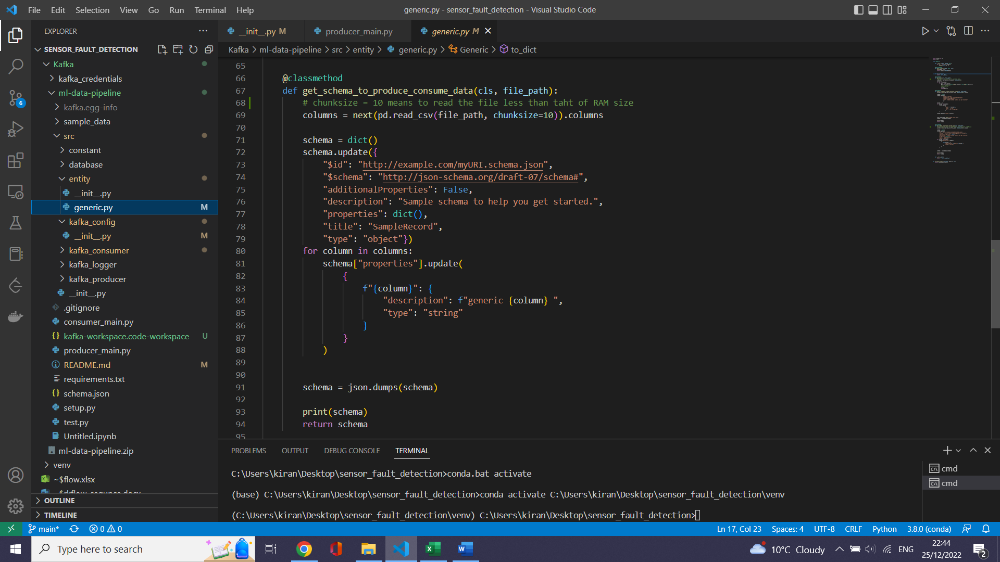 File Edit Selection View Go Run Terminal Help
generic.py - sensor_fault_detection - Visual Studio Code
EXPLORER
SENSOR_FAULT_DETECTION
Kafka
kafka_credentials
ml-data-pipeline
kafka.egg-info
sample_data
src
constant
database
entity
__init__.py
generic.py M
kafka_config
__init__.py M
kafka_consumer
kafka_logger
kafka_producer
__init__.py
.gitignore
consumer_main.py
kafka-workspace.code-workspace U
producer_main.py
README.md M
requirements.txt
schema.json
setup.py
test.py
Untitled.ipynb
ml-data-pipeline.zip
venv
~$flow.xlsx
OUTLINE
TIMELINE
6
__init__.py M producer_main.py generic.py M
Kafka > ml-data-pipeline > src > entity > generic.py > Generic > to_dict
65
66 @classmethod
67 def get_schema_to_produce_consume_data(cls, file_path):
68 # chunksize = 10 means to read the file less than taht of RAM size
69 columns = next(pd.read_csv(file_path, chunksize=10)).columns
70
71 schema = dict()
72 schema.update({
73 "$id": "http://example.com/myURI.schema.json",
74 "$schema": "http://json-schema.org/draft-07/schema#",
75 "additionalProperties": False,
76 "description": "Sample schema to help you get started.",
77 "properties": dict(),
78 "title": "SampleRecord",
79 "type": "object"})
80 for column in columns:
81 schema["properties"].update(
82 {
83 f"{column}": {
84 "description": f"generic {column} ",
85 "type": "string"
86 }
87 }
88 )
89
90
91 schema = json.dumps(schema)
92
93 print(schema)
94 return schema
95
PROBLEMS OUTPUT DEBUG CONSOLE TERMINAL
C:\Users\kiran\Desktop\sensor_fault_detection>conda.bat activate
(base) C:\Users\kiran\Desktop\sensor_fault_detection>conda activate C:\Users\kiran\Desktop\sensor_fault_detection\venv
(C:\Users\kiran\Desktop\sensor_fault_detection\venv) C:\Users\kiran\Desktop\sensor_fault_detection>
cmd
cmd
main* 0 0
Ln 17, Col 23 Spaces: 4 UTF-8 CRLF Python 3.8.0 (conda)
Type here to search
10°C Cloudy ENG
22:44
25/12/2022
2